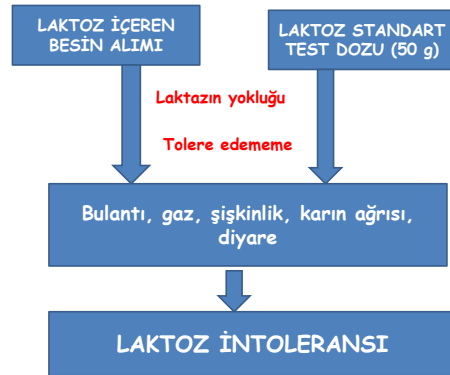 LAKTOZ İÇEREN
BESİN ALIMI
LAKTOZ STANDART
TEST DOZU (50 g)
Laktazın yokluğu
Tolere edememe
Bulantı, gaz, şişkinlik, karın ağrısı,
diyare
LAKTOZ İNTOLERANSI